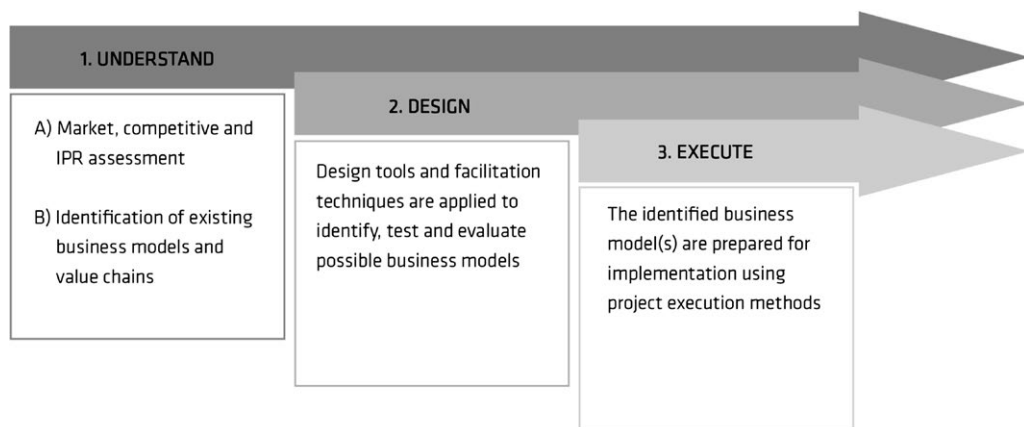 1. UNDERSTAND
A) Market, competitive and
IPR assessment
B) Identification of existing
business models and
value chains
2. DESIGN
Design tools and facilitation
techniques are applied to
identify, test and evaluate
possible business models
3. EXECUTE
The identified business
model(s) are prepared for
implementation using
project execution methods